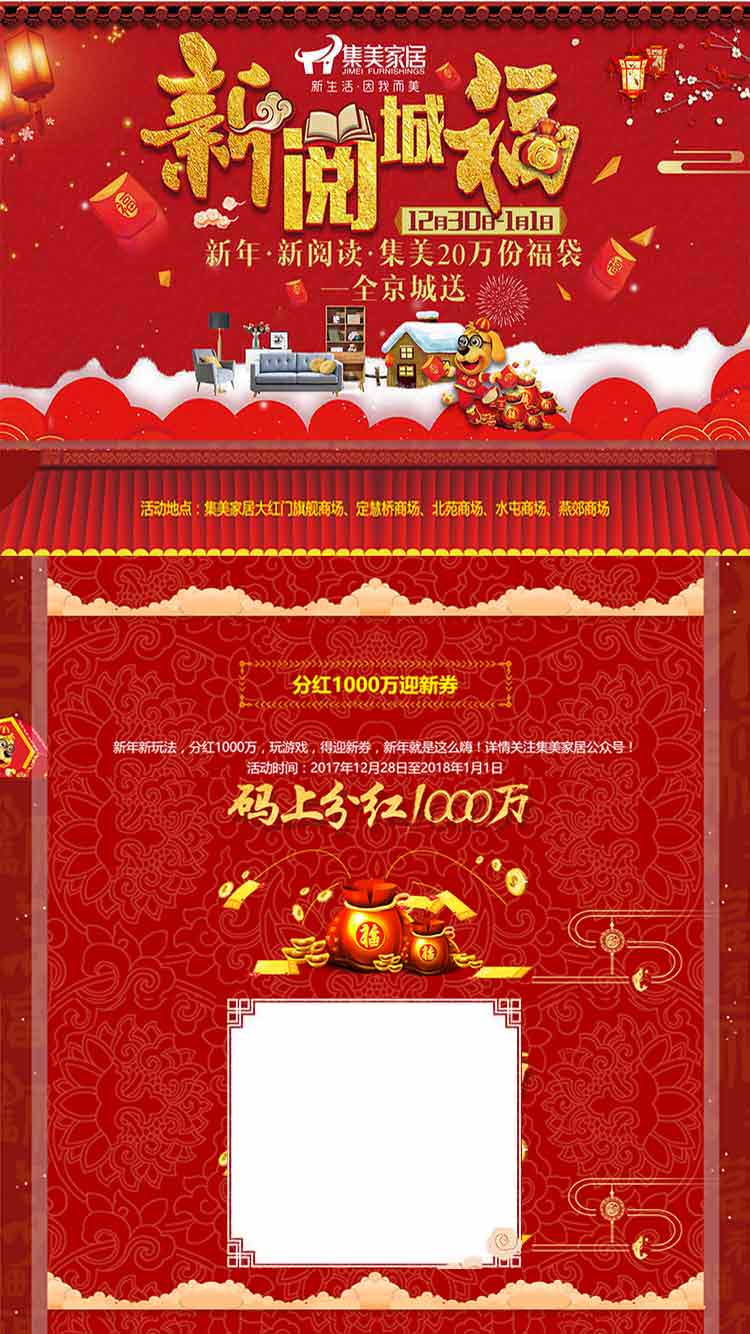 集美家居
JIMEI FURNISHINGS
新生活·因我而美
新阅城福
12月30日-1月1日
新年·新阅读·集美20万份福袋
—全京城送
活动地点：集美家居大红门旗舰商场、定慧桥商场、北苑商场、水屯商场、燕郊商场
分红1000万迎新券
新年新玩法，分红1000万，玩游戏，得迎新券，新年就是这么嗨！详情关注集美家居公众号！
活动时间：2017年12月28日至2018年1月1日
码上分红1000万
福
福